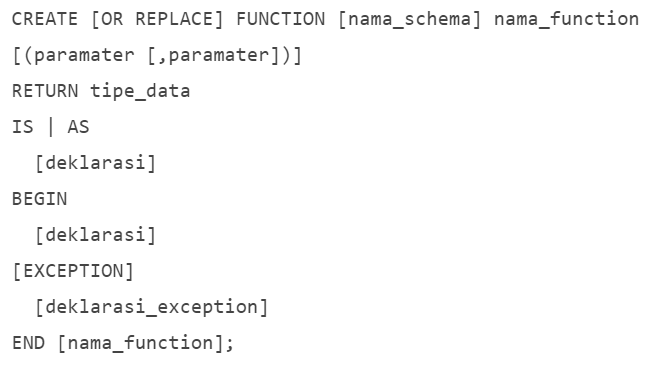 CREATE [OR REPLACE] FUNCTION [nama_schema] nama_function
[(paramater [,paramater])]
RETURN tipe_data
IS | AS
  [deklarasi]
BEGIN
  [deklarasi]
[EXCEPTION]
  [deklarasi_exception]
END [nama_function];